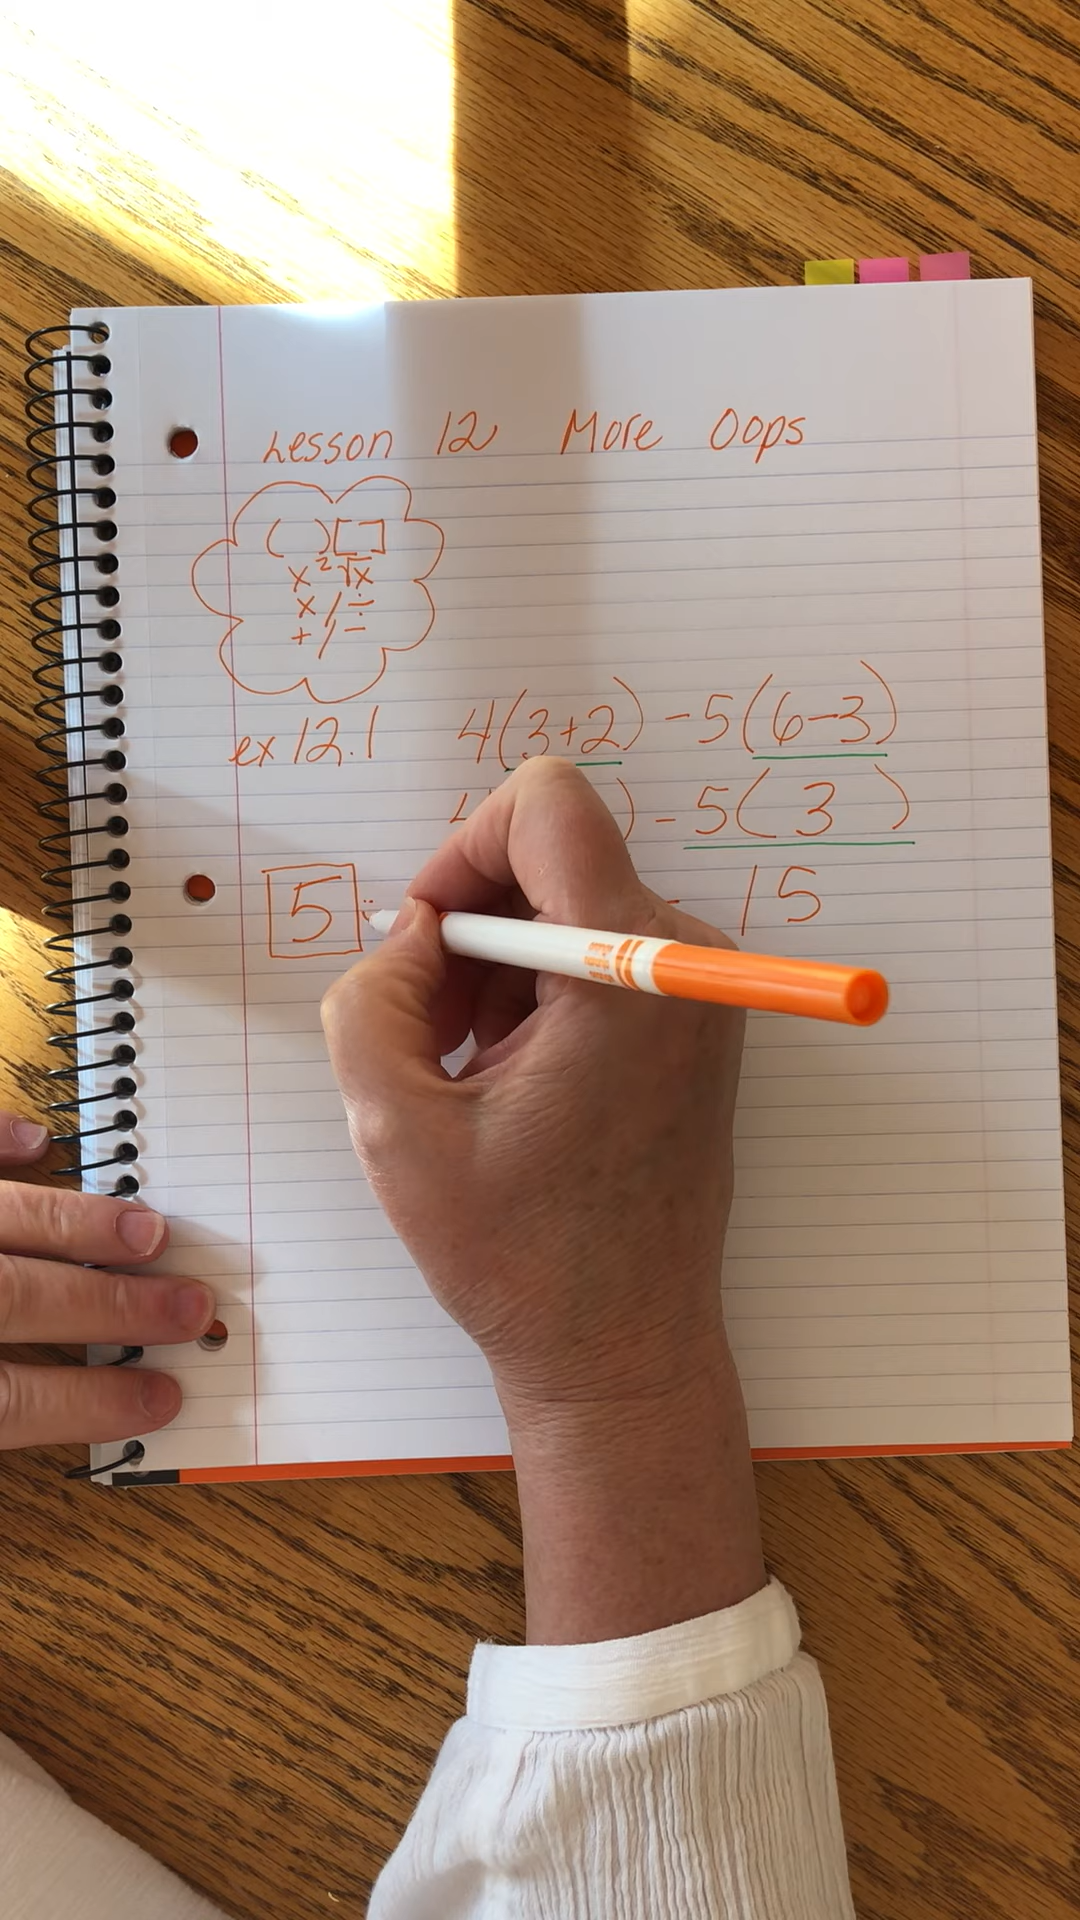 Lesson 12 More Oops
( ) [ ]
x² √x
x / ÷
+ / −
ex 12.1 4(3+2) − 5(6−3)
) − 5( 3 )
5 − 15